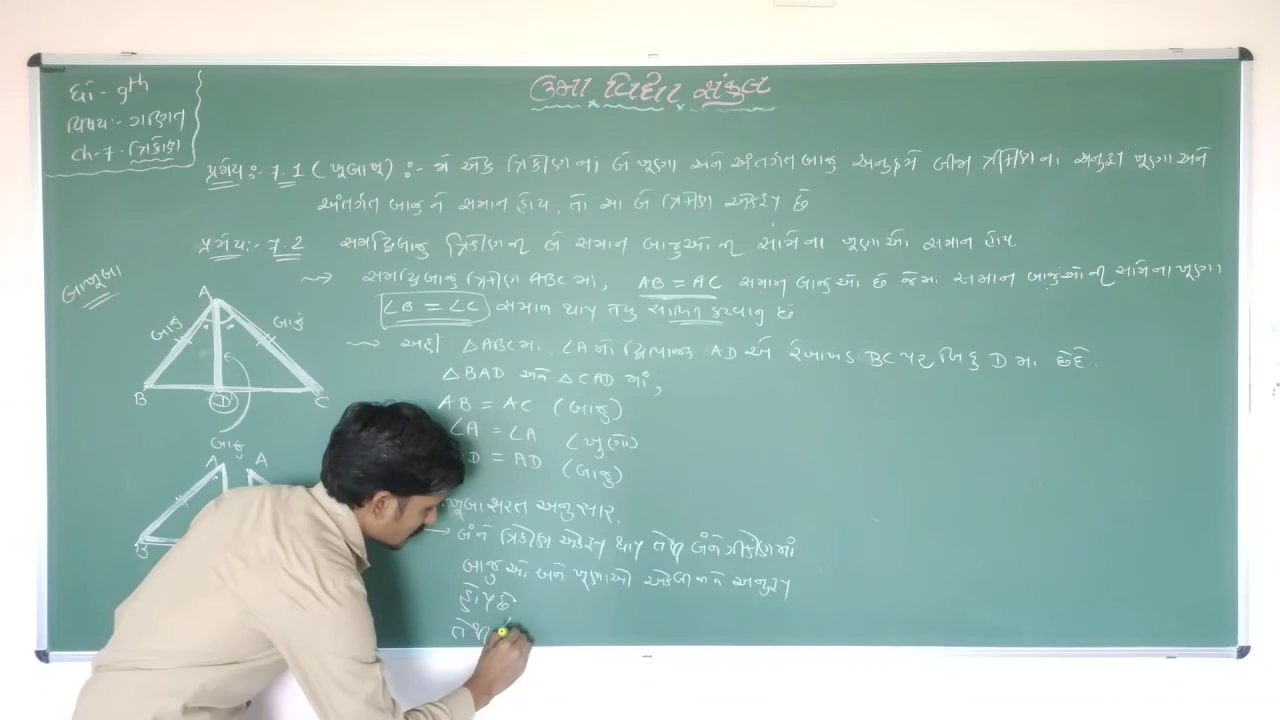 ઉમા વિદ્યા સંકુલ
ધો - 9th
વિષય:- ગણિત
ch-7. ત્રિકોણ
પ્રમેય :- 7.1 ( ખૂબાખૂ ) :- જો એક ત્રિકોણના બે ખૂણા અને અંતર્ગત બાજુ અનુક્રમે બીજા ત્રિકોણના અનુરૂપ ખૂણા અને
અંતર્ગત બાજુને સમાન હોય, તો આ બે ત્રિકોણ એકરૂપ છે
પ્રમેય:- 7.2 સમદ્વિબાજુ ત્રિકોણની બે સમાન બાજુઓની સામેના ખૂણાઓ સમાન હોય
બાખૂબા
સમદ્વિબાજુ ત્રિકોણ ABC માં, AB = AC સમાન બાજુઓ છે જેમાં સમાન બાજુઓની સામેના ખૂણા
∠B = ∠C સમાન થાય તેવુ સાબિત કરવાનુ છે
અહી △ABC માં. ∠A નો દ્વિભાજક AD એ રેખાખંડ BC પર બિંદુ D માં છેદે.
△BAD અને △CAD માં,
AB = AC (બાજુ)
∠A = ∠A (ખુણો)
D = AD (બાજુ)
ખૂબા શરત અનુસાર.
→ બંને ત્રિકોણ એકરૂપ થાય તેથી બંને ત્રીકોણમાં
બાજુઓ અને ખૂણાઓ એકબીજાને અનુરૂપ
હોય છે
તેથી
A
બાજુ બાજુ
B D C
બાજુ
A A
B